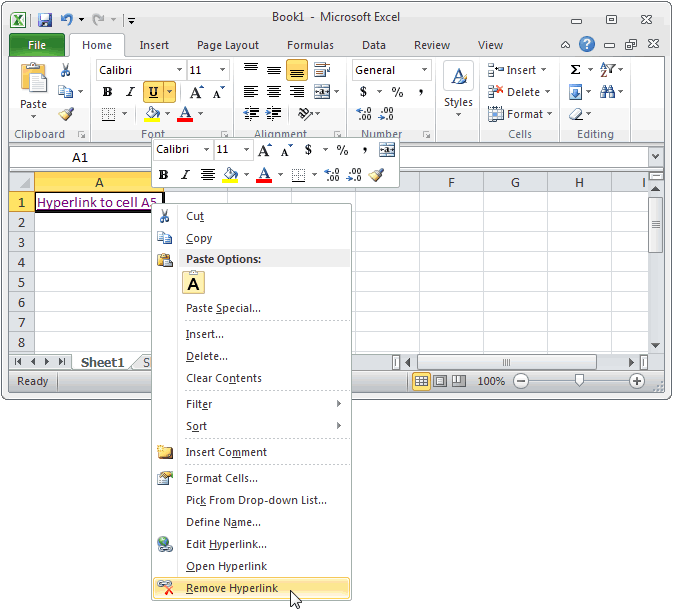 Book1 - Microsoft Excel
File Home Insert Page Layout Formulas Data Review View
Calibri 11 General Insert
Paste B I U A A $ % , Styles Delete
A Format
Clipboard Font Alignment Number Cells Editing
A1
Calibri 11 A A $ % ,
B I A
A F G H I
1 Hyperlink to cell A5
2
3
4
5
6
7
8
Cut
Copy
Paste Options:
A
Paste Special...
Insert...
Delete...
Clear Contents
Filter
Sort
Insert Comment
Format Cells...
Pick From Drop-down List...
Define Name...
Edit Hyperlink...
Open Hyperlink
Remove Hyperlink
Sheet1 S
Ready 100%